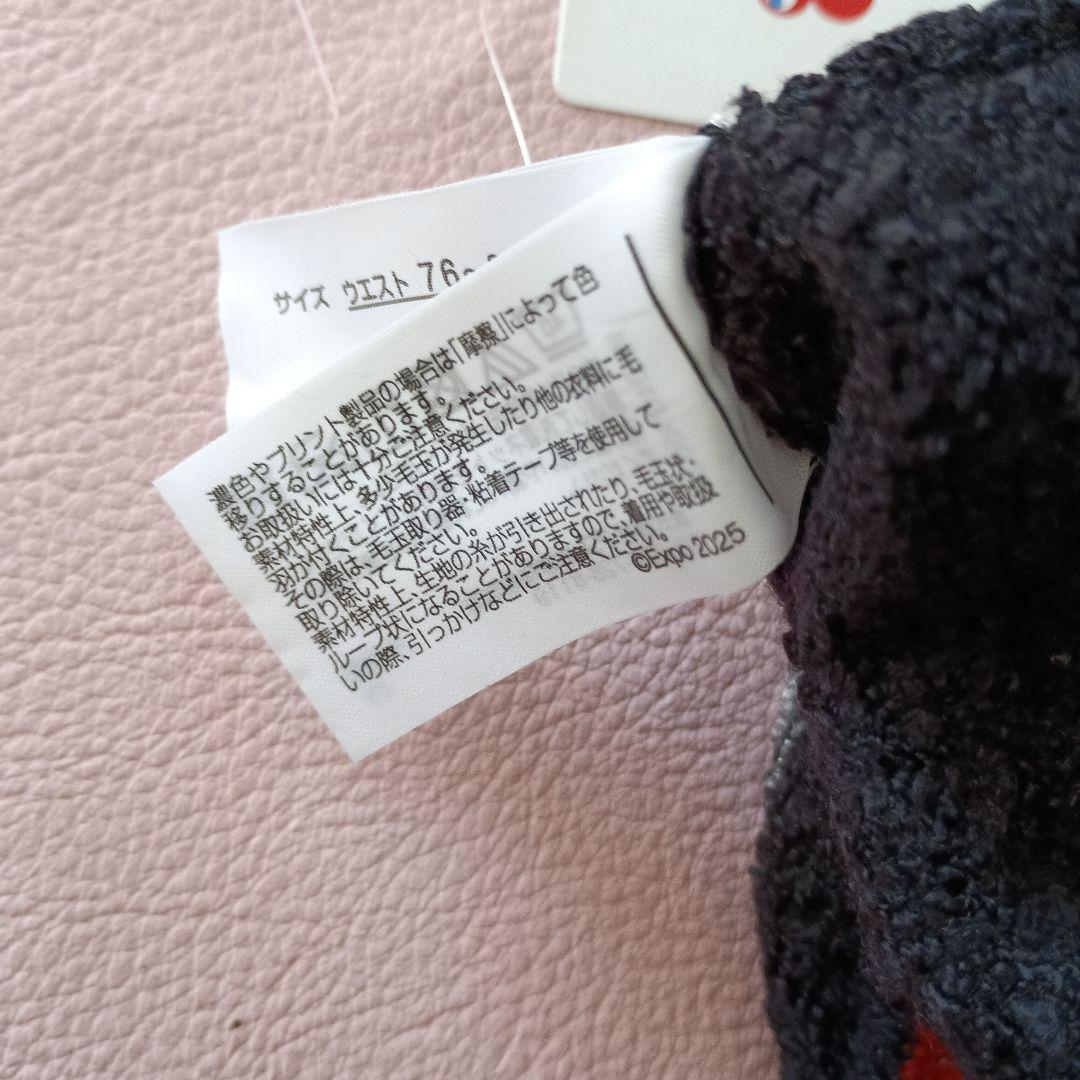 サイズ ウエスト 76
濃色やプリント製品の場合は「摩擦」によって色
移りすることがあります。
お取扱いには十分ご注意ください。
素材特性上、多少毛玉が発生したり他の衣料に毛
羽が付くことがあります。
その際は、毛玉取り器・粘着テープ等を使用して
取り除いてください。
素材特性上、生地の糸が引き出されたり、毛玉状、
ループ状になることがありますので、着用や取扱
いの際、引っかけなどにご注意ください。
©Expo 2025